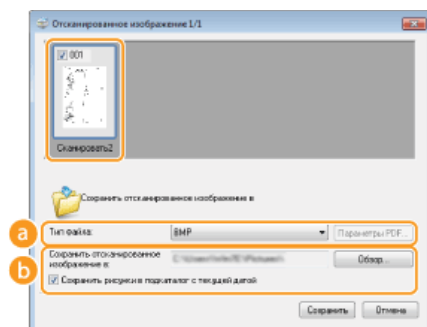 Отсканированное изображение 1/1
001
Сканировать2
Сохранить отсканированное изображение в
a
Тип файла:
BMP
Параметры PDF...
b
Сохранить отсканированное
изображение в:
Обзор...
Сохранить рисунки в подкаталог с текущей датой
Сохранить
Отмена